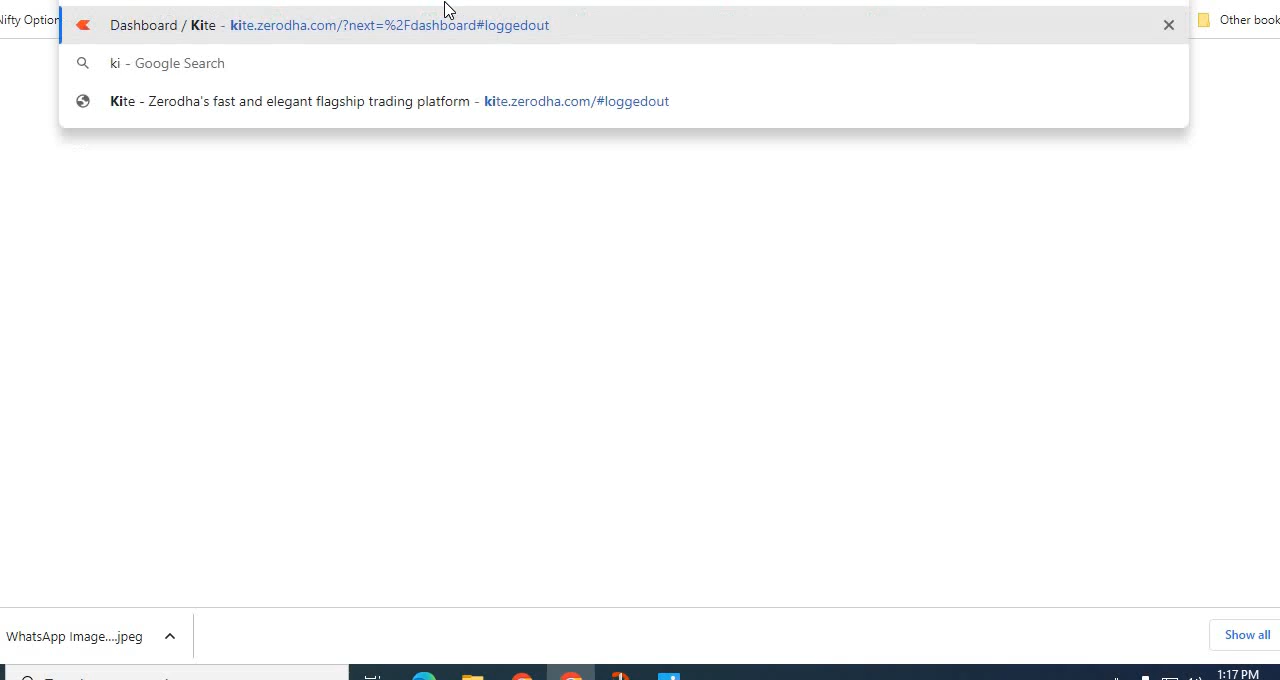 Nifty Option
Dashboard / Kite - kite.zerodha.com/?next=%2Fdashboard#loggedout
Other book
ki - Google Search
Kite - Zerodha's fast and elegant flagship trading platform - kite.zerodha.com/#loggedout
WhatsApp Image....jpeg
Show all
1:17 PM